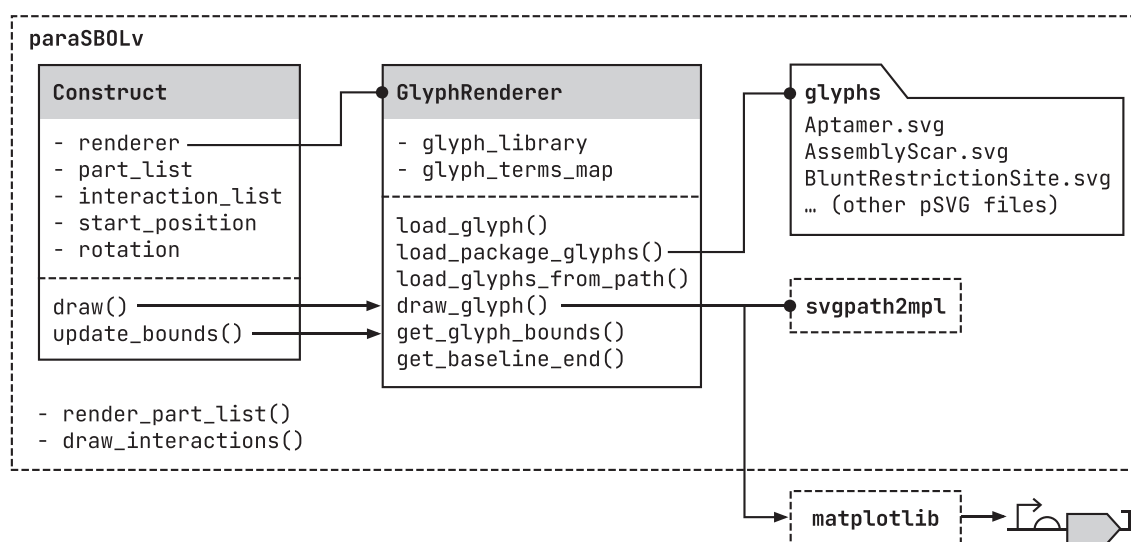 paraSBOLv
Construct
- renderer
- part_list
- interaction_list
- start_position
- rotation
draw()
update_bounds()
- render_part_list()
- draw_interactions()
GlyphRenderer
- glyph_library
- glyph_terms_map
load_glyph()
load_package_glyphs()
load_glyphs_from_path()
draw_glyph()
get_glyph_bounds()
get_baseline_end()
glyphs
Aptamer.svg
AssemblyScar.svg
BluntRestrictionSite.svg
… (other pSVG files)
svgpath2mpl
matplotlib